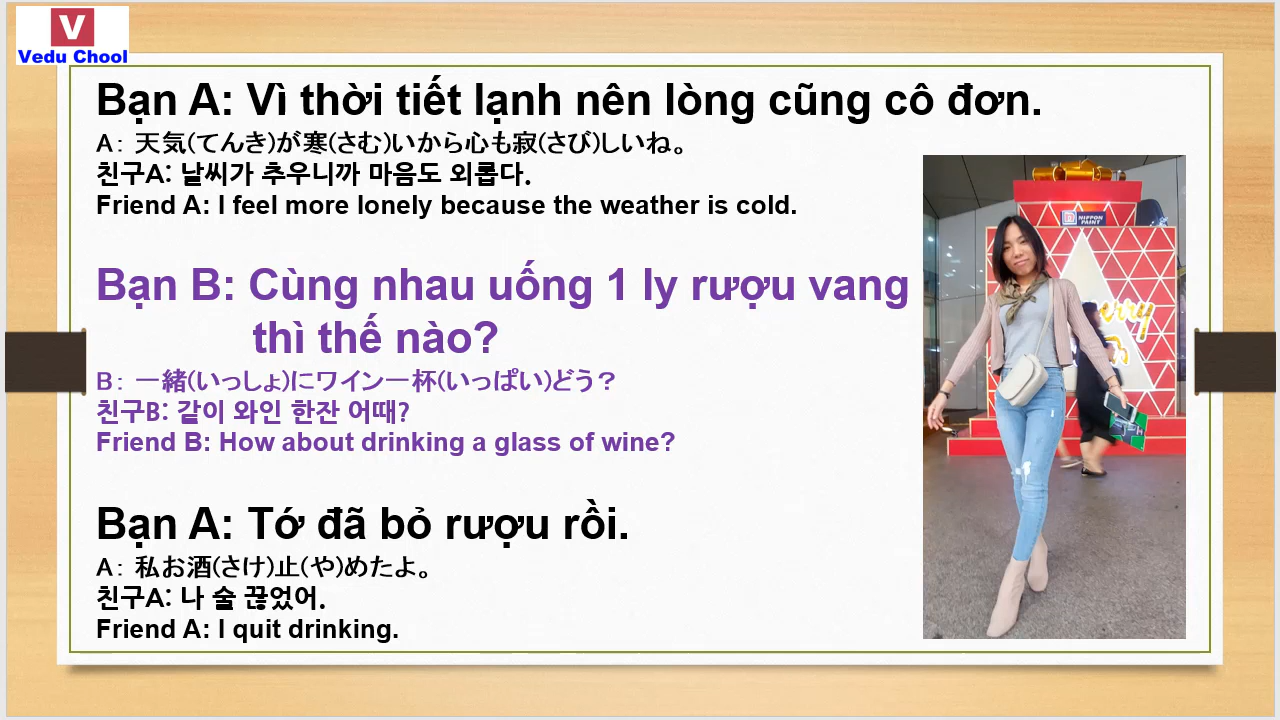 V
Vedu Chool
Bạn A: Vì thời tiết lạnh nên lòng cũng cô đơn.
A： 天気(てんき)が寒(さむ)いから心も寂(さび)しいね。
친구A: 날씨가 추우니까 마음도 외롭다.
Friend A: I feel more lonely because the weather is cold.
Bạn B: Cùng nhau uống 1 ly rượu vang
thì thế nào?
B： 一緒(いっしょ)にワイン一杯(いっぱい)どう？
친구B: 같이 와인 한잔 어때?
Friend B: How about drinking a glass of wine?
Bạn A: Tớ đã bỏ rượu rồi.
A： 私お酒(さけ)止(や)めたよ。
친구A: 나 술 끊었어.
Friend A: I quit drinking.
NIPPON
PAINT